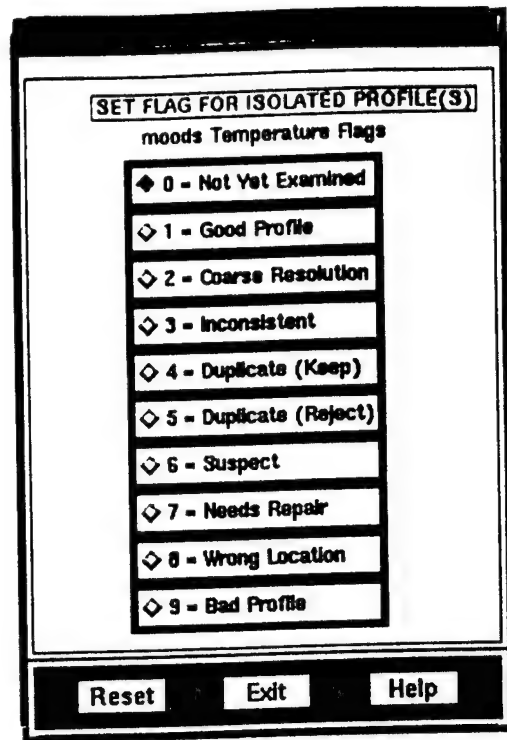 SET FLAG FOR ISOLATED PROFILE(S)
moods Temperature Flags
0 - Not Yet Examined
1 - Good Profile
2 - Coarse Resolution
3 - Inconsistent
4 - Duplicate (Keep)
5 - Duplicate (Reject)
6 - Suspect
7 - Needs Repair
8 - Wrong Location
9 - Bad Profile
Reset Exit Help